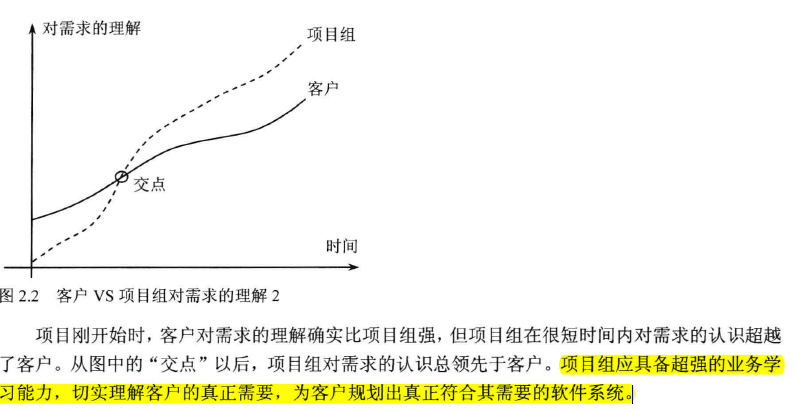 对需求的理解
项目组
客户
交点
时间
图 2.2 客户 VS 项目组对需求的理解 2
项目刚开始时，客户对需求的理解确实比项目组强，但项目组在很短时间内对需求的认识超越
了客户。从图中的“交点”以后，项目组对需求的认识总领先于客户。项目组应具备超强的业务学
习能力，切实理解客户的真正需要，为客户规划出真正符合其需要的软件系统。